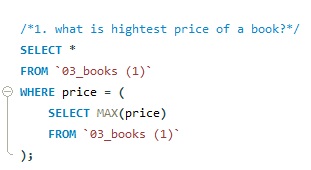 /*1. what is hightest price of a book?*/
SELECT *
FROM `03_books (1)`
WHERE price = (
SELECT MAX(price)
FROM `03_books (1)`
);